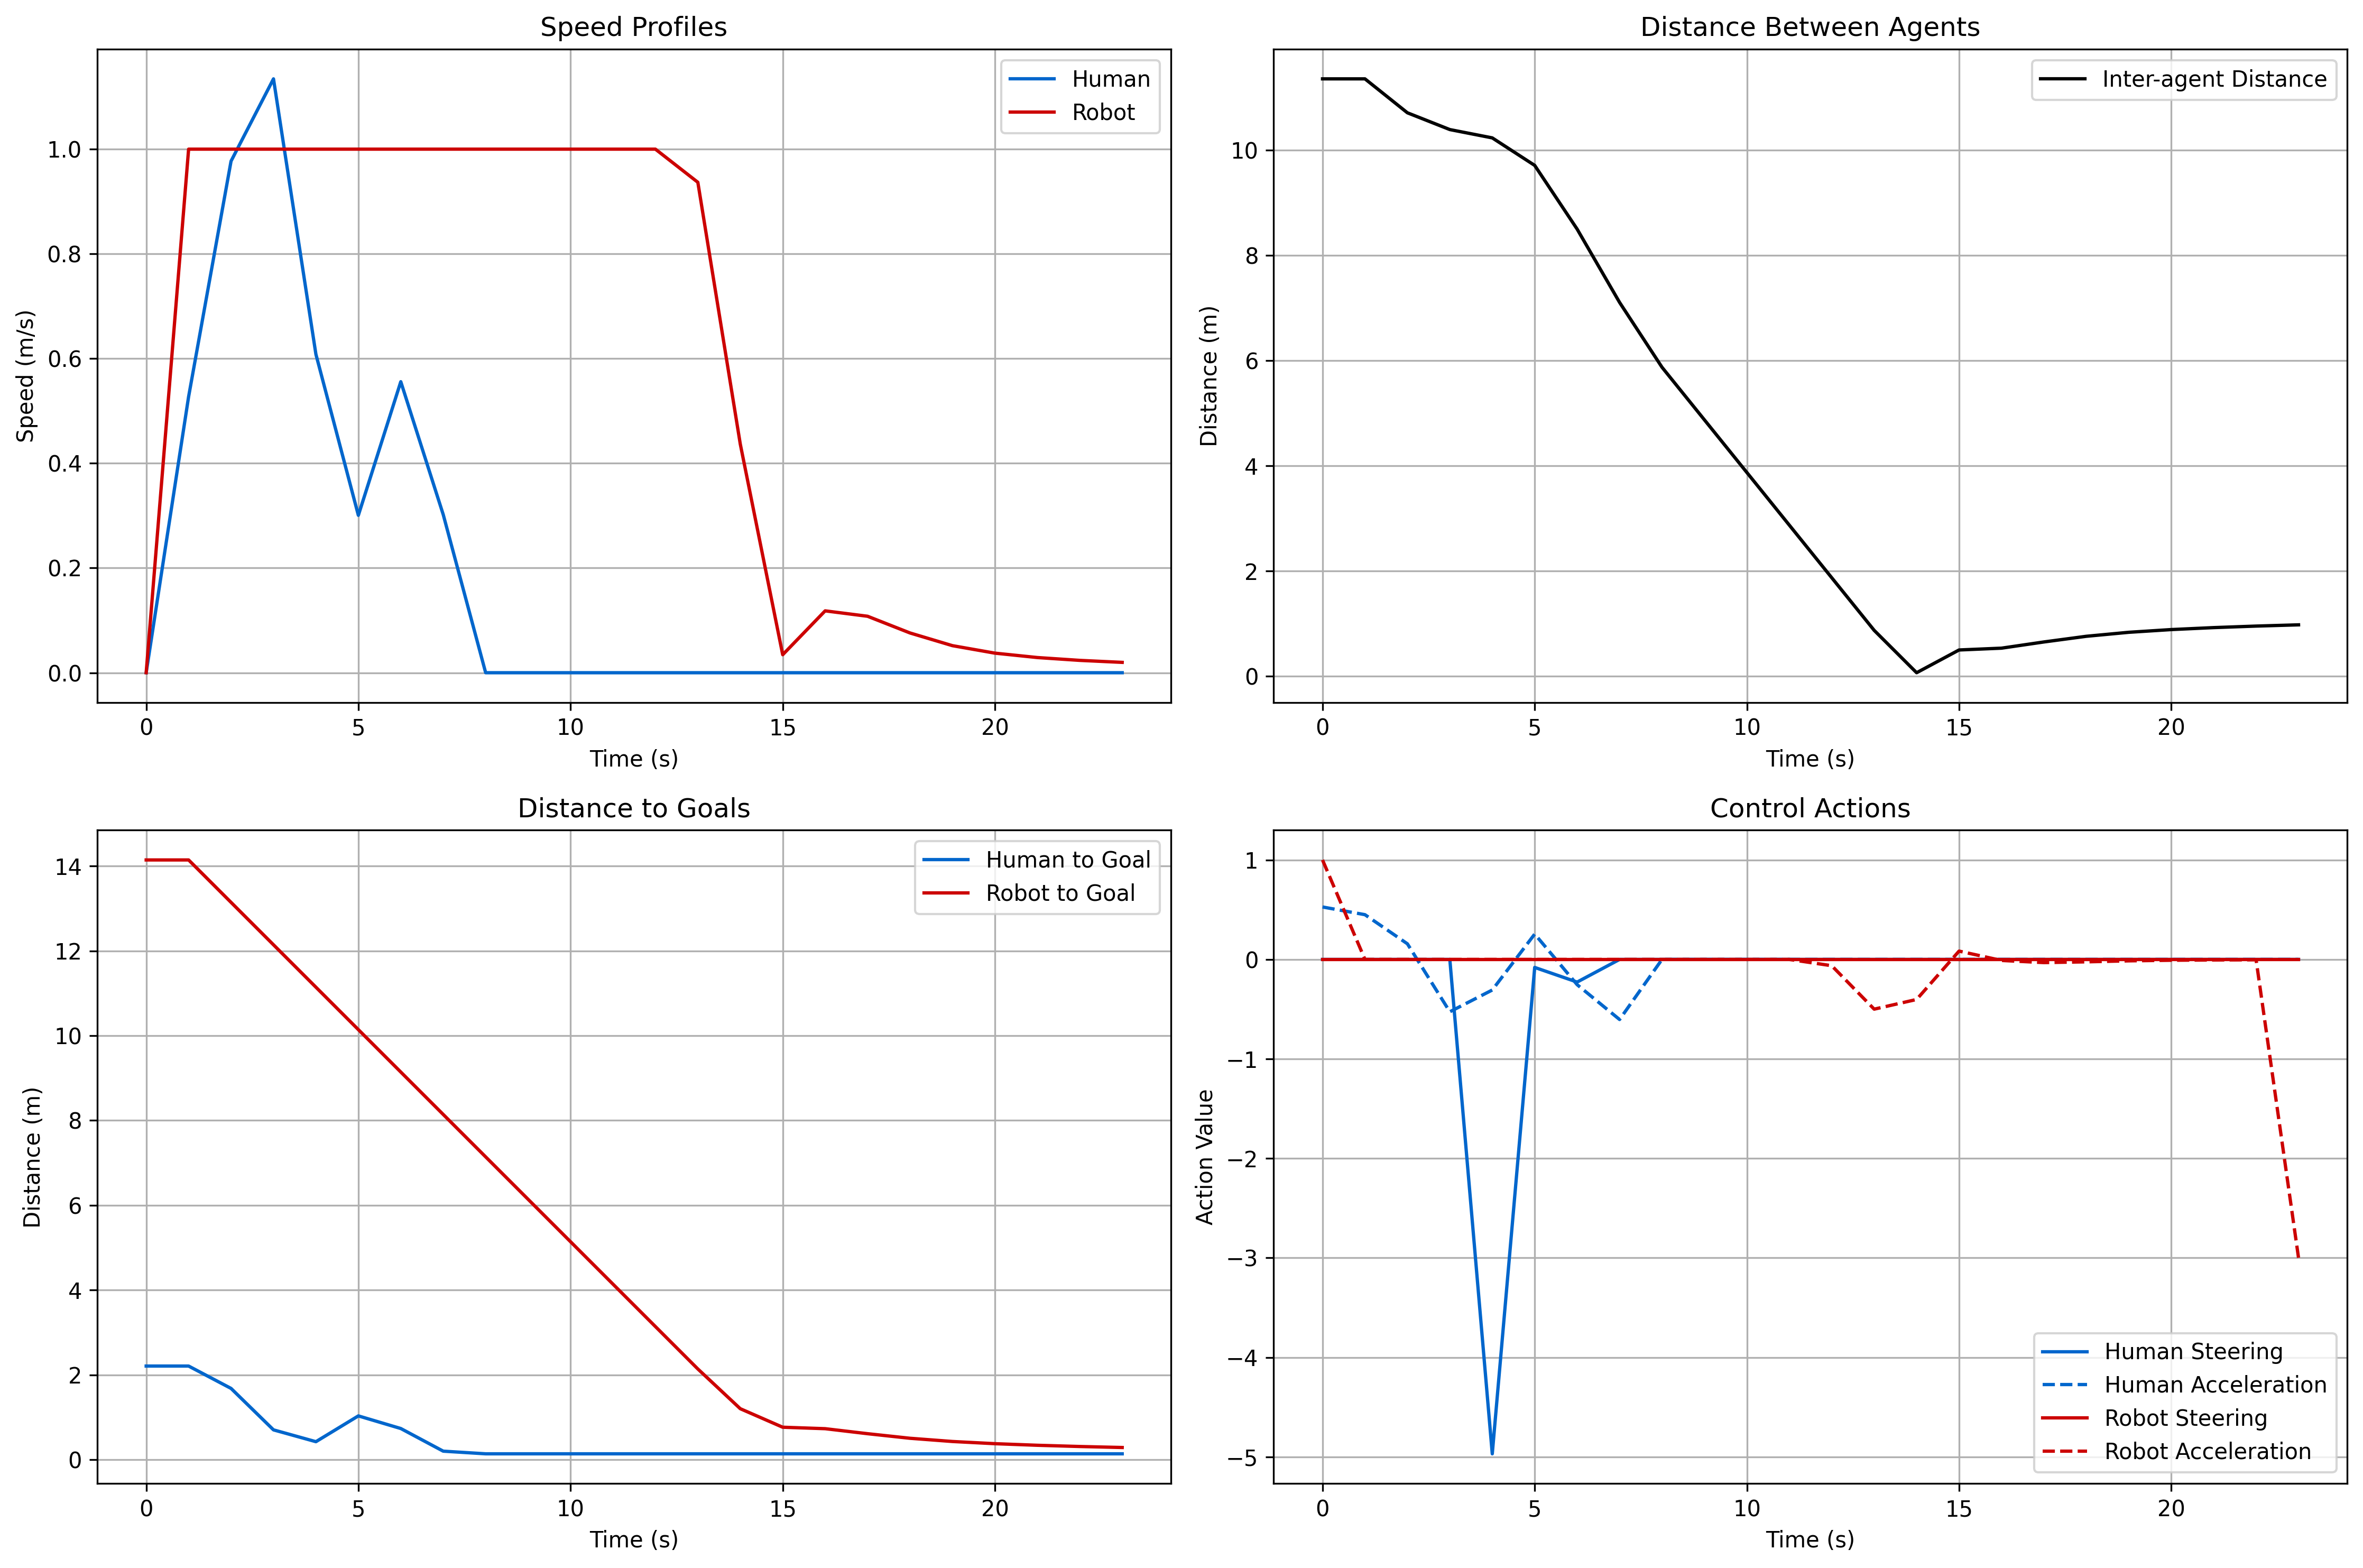 Speed Profiles
Speed (m/s)
1.0
0.8
0.6
0.4
0.2
0.0
0 5 10 15 20
Time (s)
Human
Robot
Distance Between Agents
Distance (m)
10
8
6
4
2
0
0 5 10 15 20
Time (s)
Inter-agent Distance
Distance to Goals
Distance (m)
14
12
10
8
6
4
2
0
0 5 10 15 20
Time (s)
Human to Goal
Robot to Goal
Control Actions
Action Value
1
0
−1
−2
−3
−4
−5
0 5 10 15 20
Time (s)
Human Steering
Human Acceleration
Robot Steering
Robot Acceleration